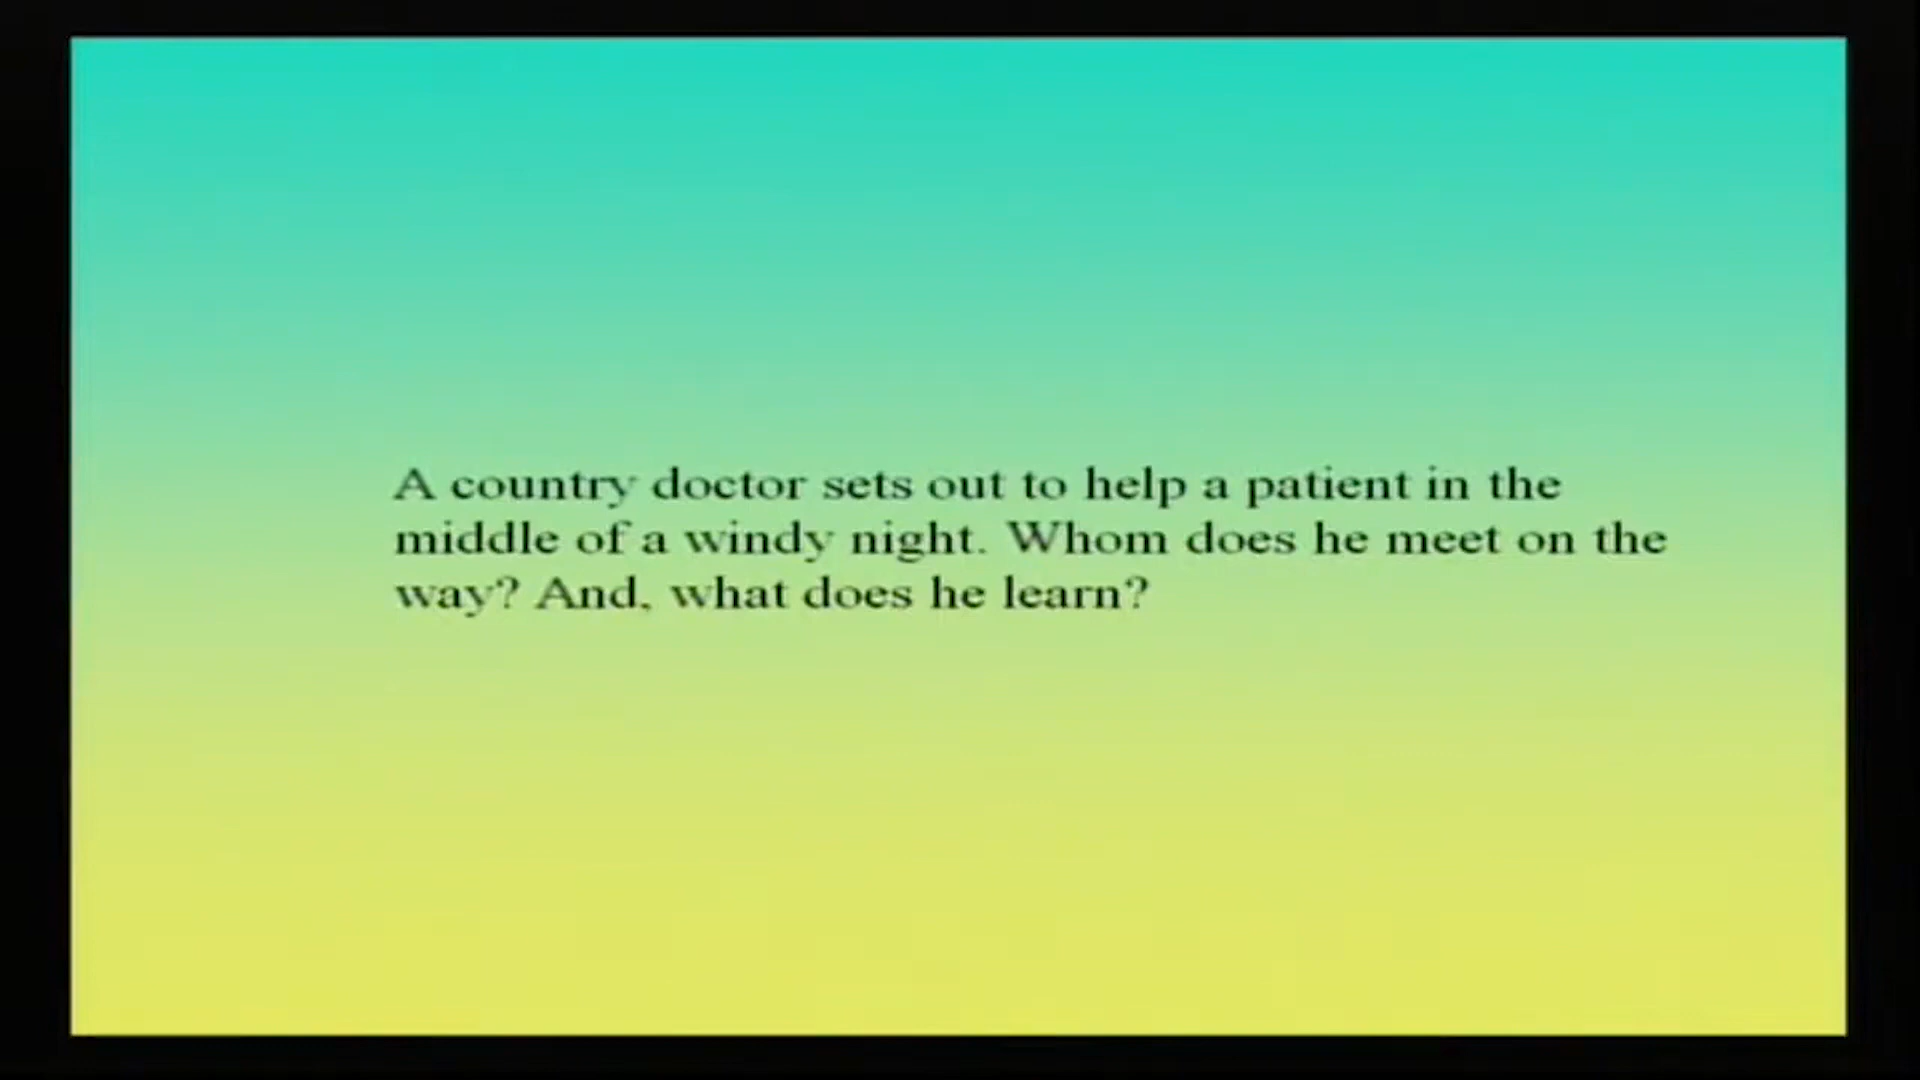 A country doctor sets out to help a patient in the
middle of a windy night. Whom does he meet on the
way? And, what does he learn?